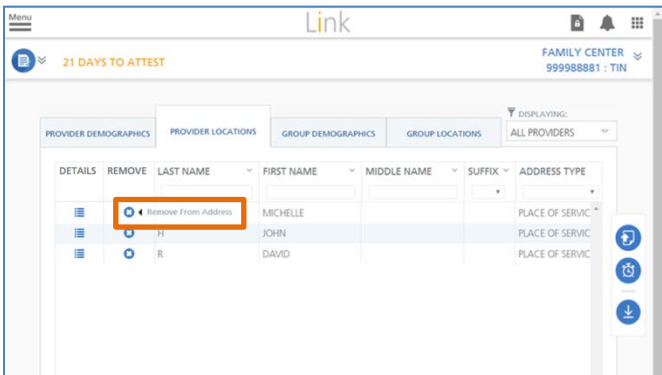 Menu
Link
21 DAYS TO ATTEST
FAMILY CENTER
999988881 : TIN
DISPLAYING:
PROVIDER DEMOGRAPHICS PROVIDER LOCATIONS GROUP DEMOGRAPHICS GROUP LOCATIONS ALL PROVIDERS
DETAILS REMOVE LAST NAME FIRST NAME MIDDLE NAME SUFFIX ADDRESS TYPE
Remove From Address MICHELLE PLACE OF SERVIC
H JOHN PLACE OF SERVIC
R DAVID PLACE OF SERVIC